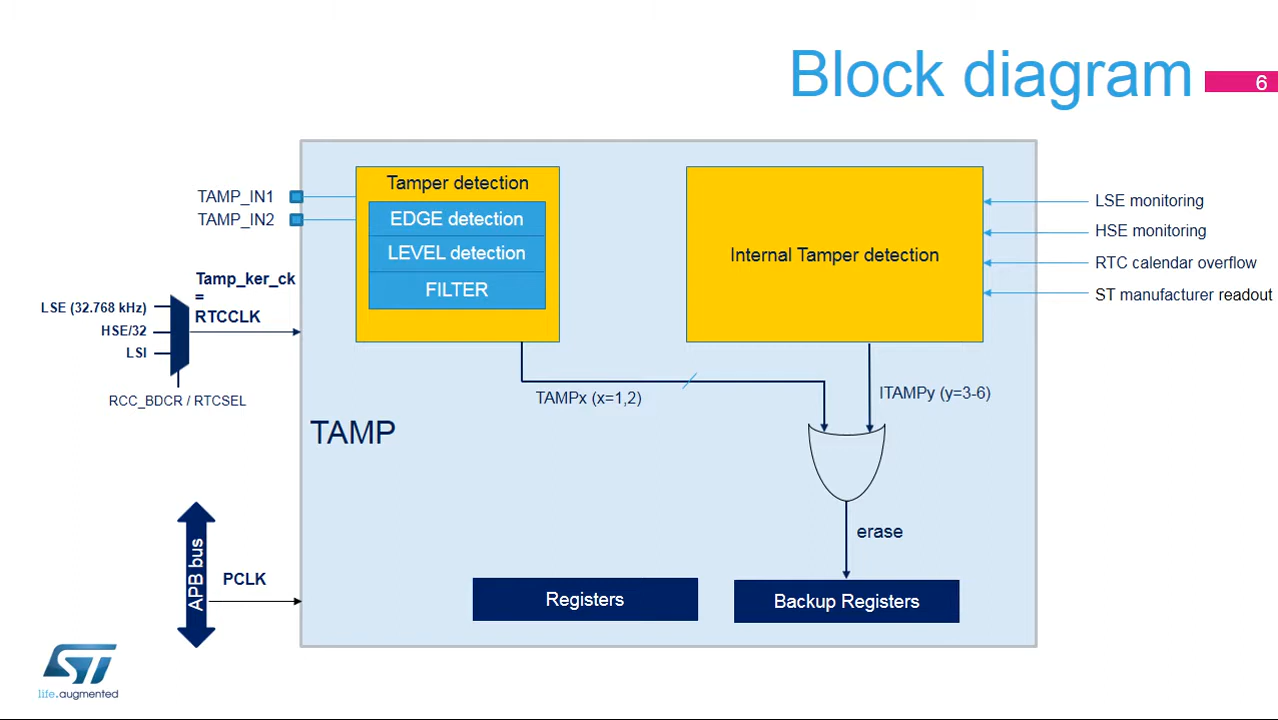 Block diagram
6
Tamper detection
EDGE detection
LEVEL detection
FILTER
Internal Tamper detection
TAMP_IN1
TAMP_IN2
LSE monitoring
HSE monitoring
RTC calendar overflow
ST manufacturer readout
Tamp_ker_ck
=
RTCCLK
LSE (32.768 kHz)
HSE/32
LSI
RCC_BDCR / RTCSEL
TAMPx (x=1,2)
ITAMPy (y=3-6)
TAMP
erase
APB bus
PCLK
Registers
Backup Registers
ST
life.augmented